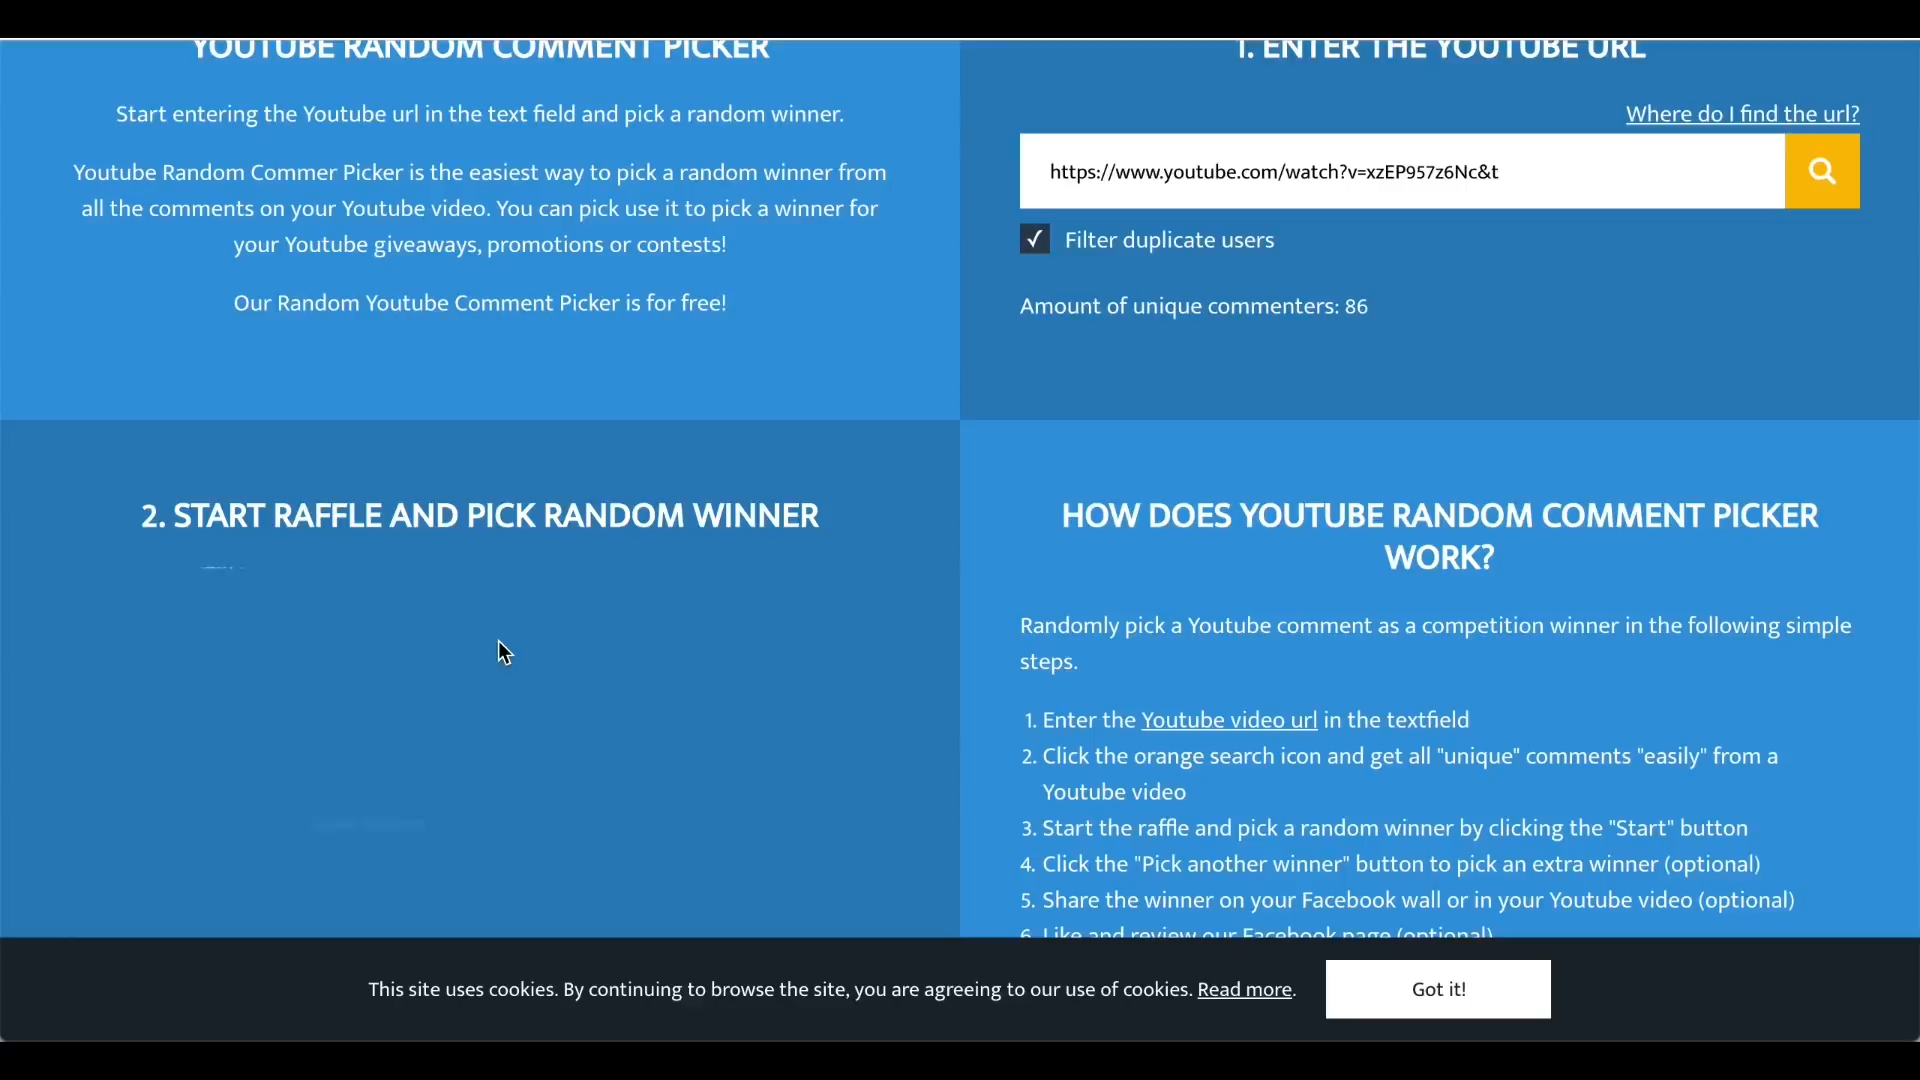 YOUTUBE RANDOM COMMENT PICKER
Start entering the Youtube url in the text field and pick a random winner.
Youtube Random Commer Picker is the easiest way to pick a random winner from
all the comments on your Youtube video. You can pick use it to pick a winner for
your Youtube giveaways, promotions or contests!
Our Random Youtube Comment Picker is for free!
1. ENTER THE YOUTUBE URL
Where do I find the url?
https://www.youtube.com/watch?v=xzEP957z6Nc&t
Filter duplicate users
Amount of unique commenters: 86
2. START RAFFLE AND PICK RANDOM WINNER
HOW DOES YOUTUBE RANDOM COMMENT PICKER
WORK?
Randomly pick a Youtube comment as a competition winner in the following simple
steps.
1. Enter the Youtube video url in the textfield
2. Click the orange search icon and get all "unique" comments "easily" from a
Youtube video
3. Start the raffle and pick a random winner by clicking the "Start" button
4. Click the "Pick another winner" button to pick an extra winner (optional)
5. Share the winner on your Facebook wall or in your Youtube video (optional)
6. Like and review our Facebook page (optional)
This site uses cookies. By continuing to browse the site, you are agreeing to our use of cookies. Read more.
Got it!